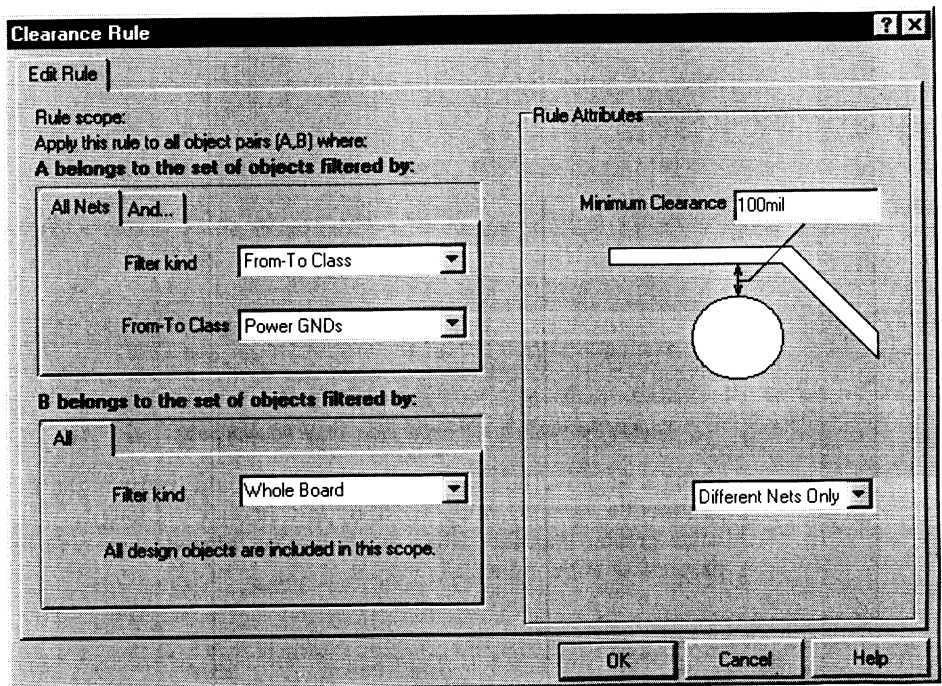 Clearance Rule
Edit Rule
Rule scope:
Apply this rule to all object pairs (A,B) where:
A belongs to the set of objects filtered by:
All Nets And...
Filter kind From-To Class
From-To Class Power GNDs
B belongs to the set of objects filtered by:
All
Filter kind Whole Board
All design objects are included in this scope.
Rule Attributes
Minimum Clearance 100mil
Different Nets Only
OK Cancel Help